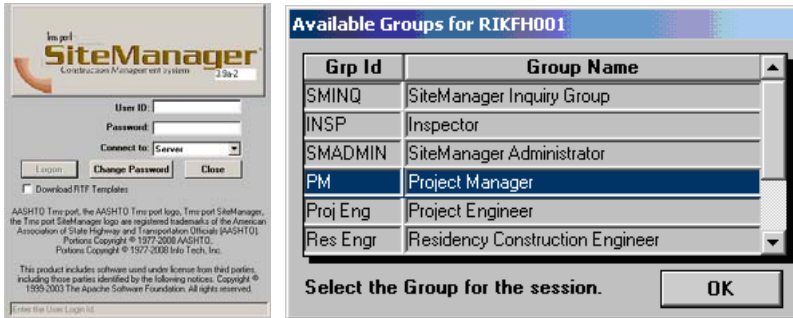 Trns·port
SiteManager
Construction Management system
3.9a-2
User ID:
Password:
Connect to: Server
Logon Change Password Close
Download RTF Templates
AASHTO Trns·port, the AASHTO Trns·port logo, Trns·port SiteManager,
the Trns·port SiteManager logo are registered trademarks of the American
Association of State Highway and Transportation Officials (AASHTO).
Portions Copyright © 1977-2008 AASHTO,
Portions Copyright © 1977-2008 Info Tech, Inc.
This product includes software used under license from third parties,
including those parties identified by the following notices. Copyright ©
1999-2003 The Apache Software Foundation. All rights reserved.
Enter the User Login Id
Available Groups for RIKFH001
Grp Id Group Name
SMINQ SiteManager Inquiry Group
INSP Inspector
SMADMIN SiteManager Administrator
PM Project Manager
Proj Eng Project Engineer
Res Engr Residency Construction Engineer
Select the Group for the session. OK